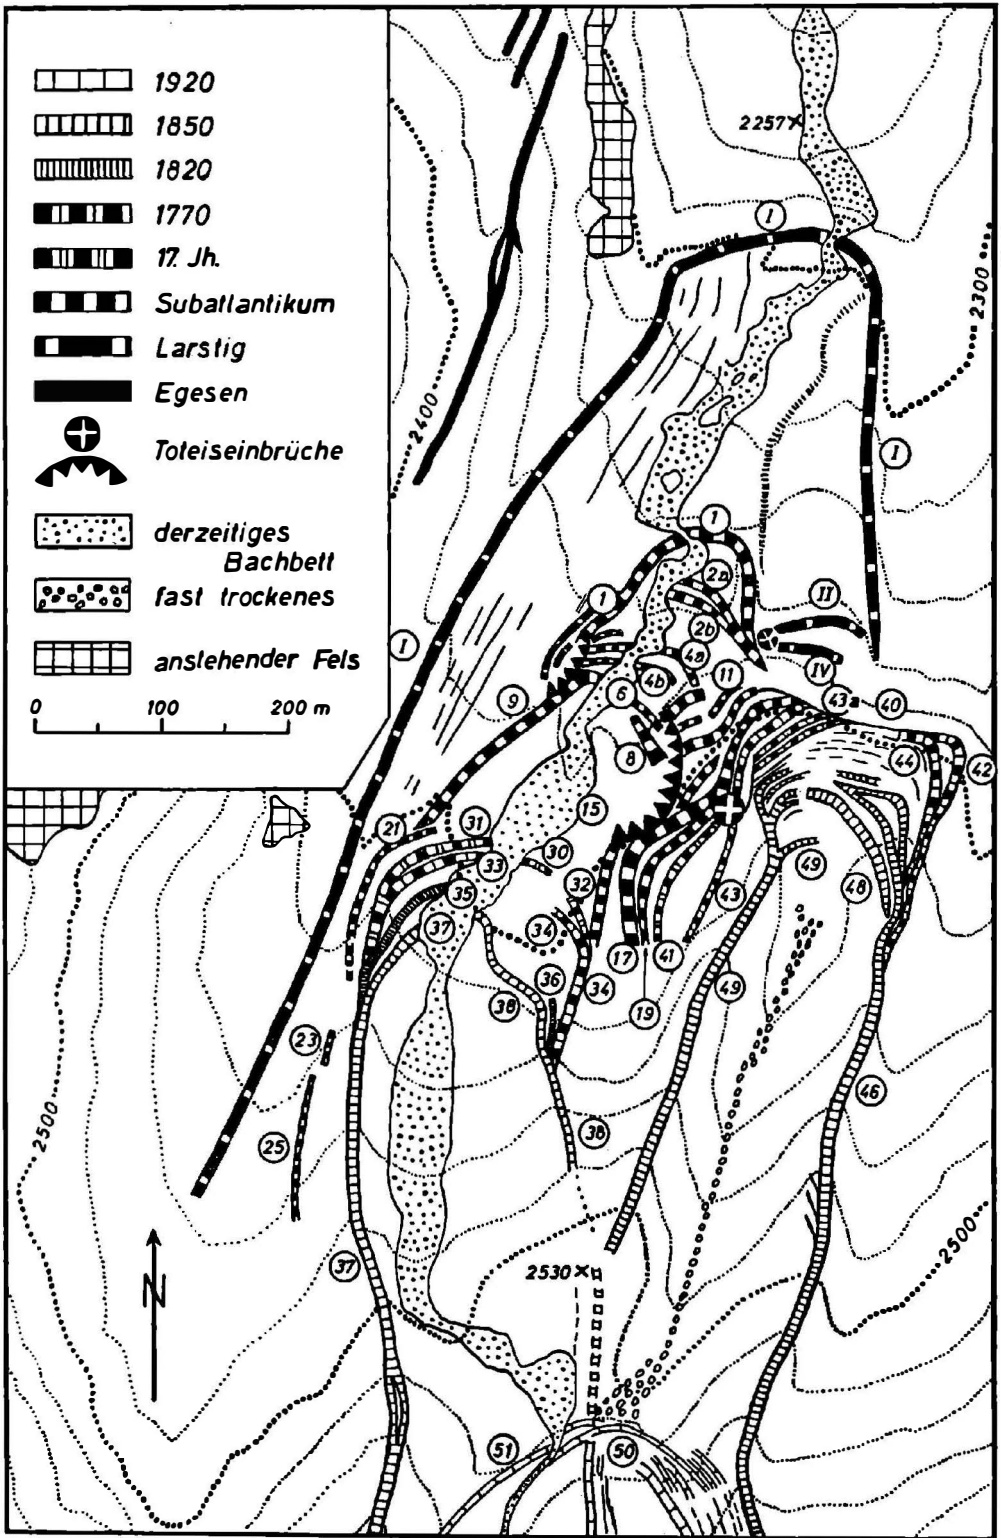 1920
1850
1820
1770
17. Jh.
Subatlantikum
Larstig
Egesen
Toteiseinbrüche
derzeitiges
Bachbett
fast trockenes
anstehender Fels
0 100 200 m
2257
I
2300
2400
I
1
2a
II
1
2b
I
4a
IV
9
4b
11
6
43
40
8
44
42
15
21
31
30
33
49
35
32
48
43
37
34
17
41
36
34
49
38
19
23
2500
46
25
38
2500
37
2530
N
51
50